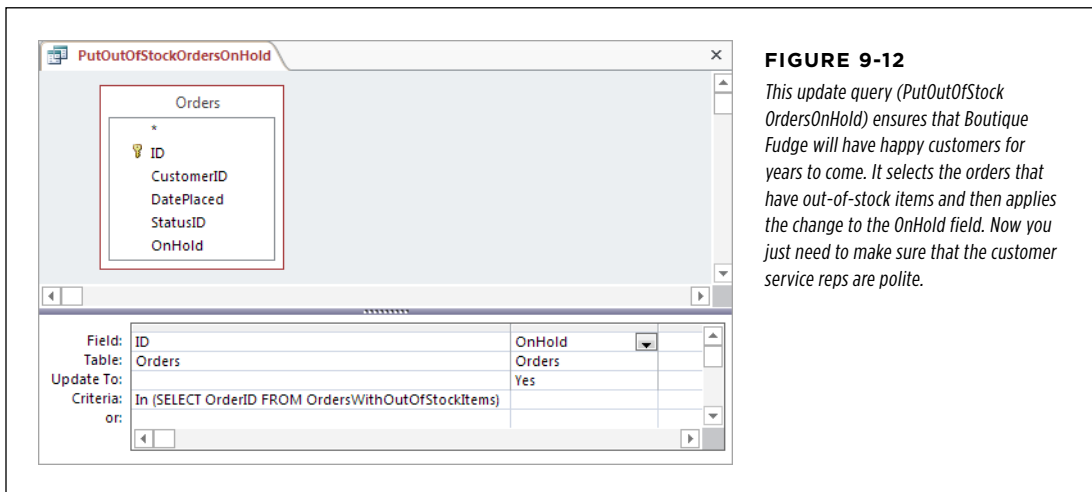 PutOutOfStockOrdersOnHold
Orders
*
ID
CustomerID
DatePlaced
StatusID
OnHold
Field: ID OnHold
Table: Orders Orders
Update To: Yes
Criteria: In (SELECT OrderID FROM OrdersWithOutOfStockItems)
or:
FIGURE 9-12
This update query (PutOutOfStock
OrdersOnHold) ensures that Boutique
Fudge will have happy customers for
years to come. It selects the orders that
have out-of-stock items and then applies
the change to the OnHold field. Now you
just need to make sure that the customer
service reps are polite.